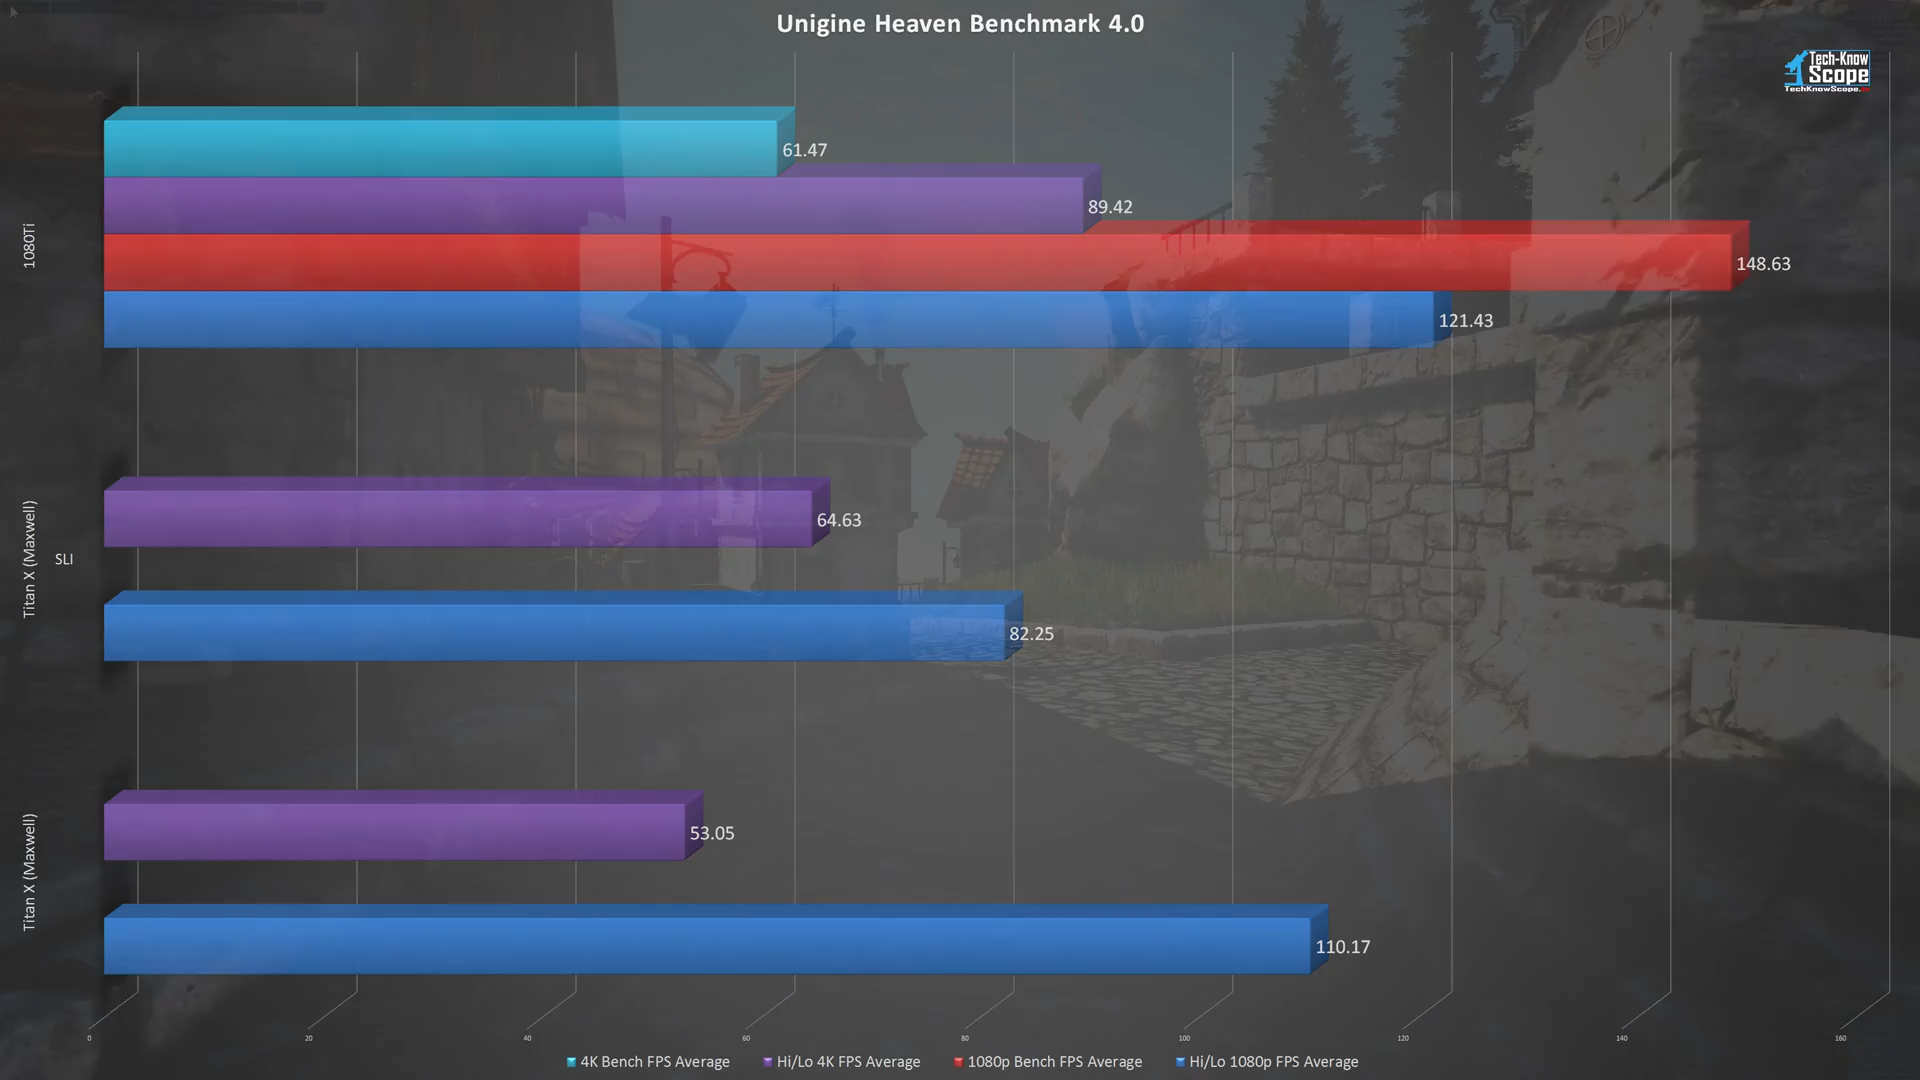 Unigine Heaven Benchmark 4.0
Tech-Know
Scope
61.47
89.42
148.63
121.43
1080Ti
64.63
82.25
Titan X (Maxwell)
SLI
53.05
110.17
Titan X (Maxwell)
0 20 40 60 80 100 120 140 160
4K Bench FPS Average Hi/Lo 4K FPS Average 1080p Bench FPS Average Hi/Lo 1080p FPS Average